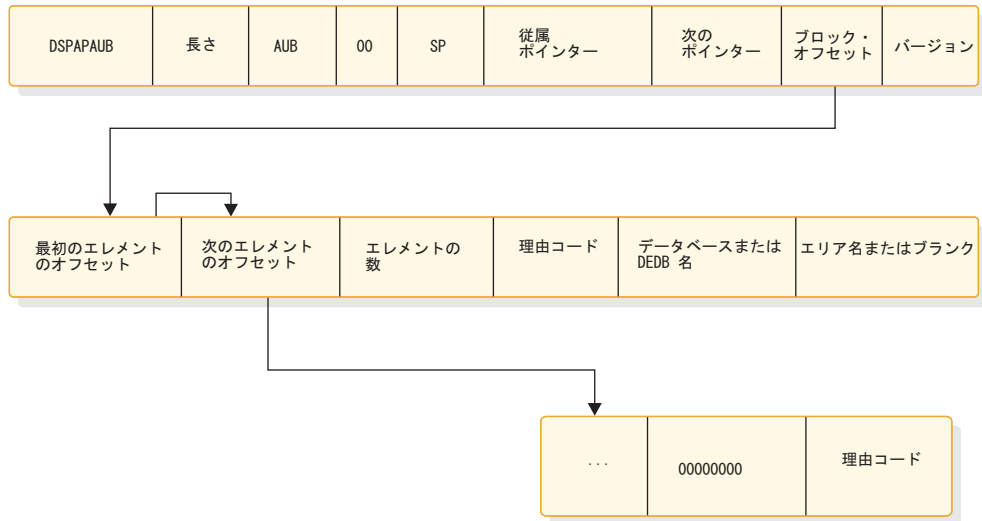 DSPAPAUB
長さ
AUB
00
SP
従属
ポインター
次の
ポインター
ブロック・
オフセット
バージョン
最初のエレメント
のオフセット
次のエレメント
のオフセット
エレメントの
数
理由コード
データベースまたは
DEDB 名
エリア名またはブランク
...
00000000
理由コード